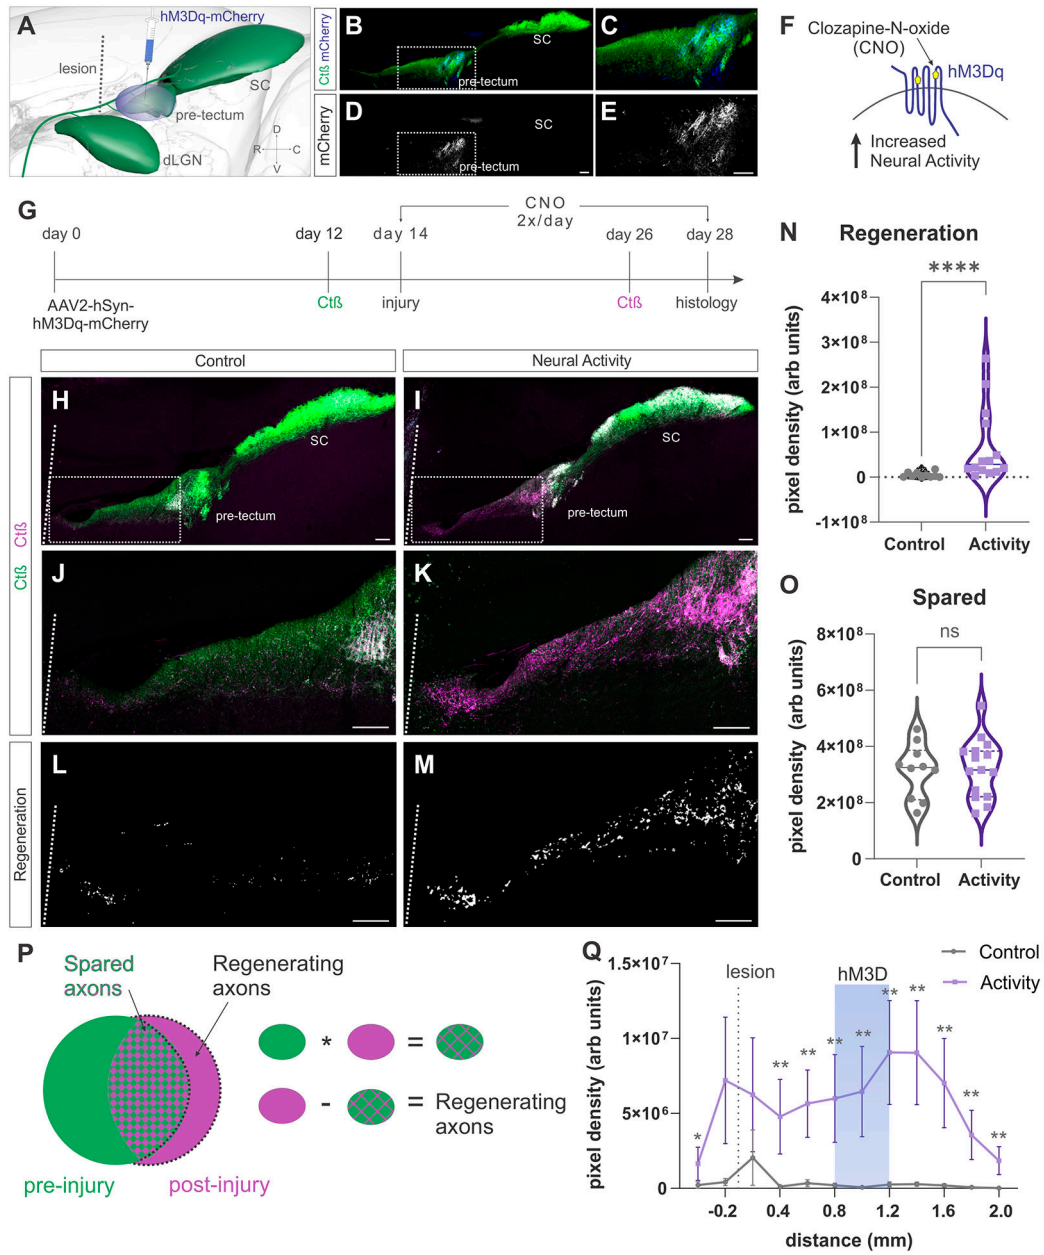 A
hM3Dq-mCherry
lesion
SC
pre-tectum
dLGN
D
R
C
V
Ctß mCherry
B
SC
pre-tectum
C
mCherry
D
SC
pre-tectum
E
F
Clozapine-N-oxide
(CNO)
hM3Dq
Increased
Neural Activity
G
CNO
2x/day
day 0
day 12
day 14
day 26
day 28
AAV2-hSyn-
hM3Dq-mCherry
Ctß
injury
Ctß
histology
Control
Neural Activity
Ctß Ctß
H
SC
pre-tectum
I
SC
pre-tectum
J
K
Regeneration
L
M
N
Regeneration
****
pixel density (arb units)
4×10⁸
3×10⁸
2×10⁸
1×10⁸
0
-1×10⁸
Control
Activity
O
Spared
ns
pixel density (arb units)
8×10⁸
6×10⁸
4×10⁸
2×10⁸
0
Control
Activity
P
Spared
axons
Regenerating
axons
* =
- = Regenerating
axons
pre-injury
post-injury
Q
Control
Activity
lesion
hM3D
pixel density (arb units)
1.5×10⁷
1×10⁷
5×10⁶
0
* ** ** ** ** ** ** ** ** **
-0.2 0.4 0.8 1.2 1.6 2.0
distance (mm)